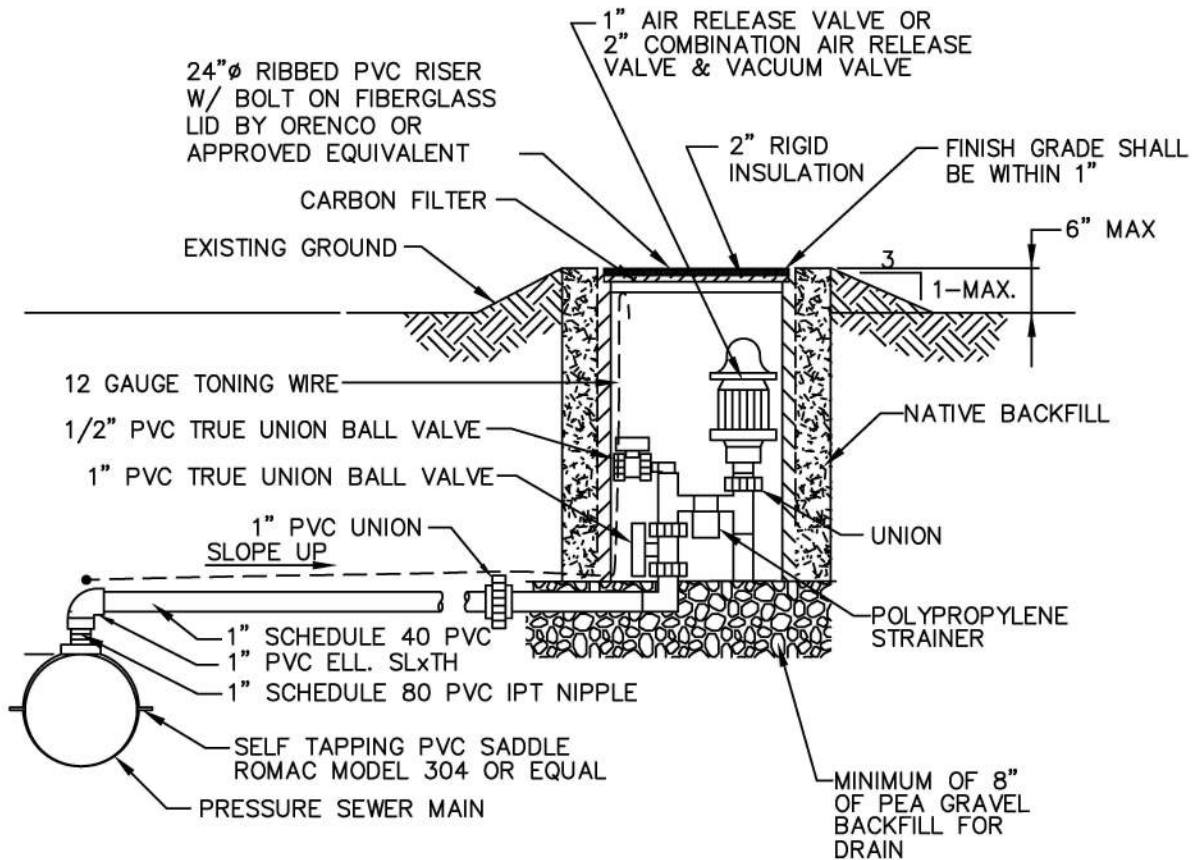 1" AIR RELEASE VALVE OR
2" COMBINATION AIR RELEASE
VALVE & VACUUM VALVE
24"ø RIBBED PVC RISER
W/ BOLT ON FIBERGLASS
LID BY ORENCO OR
APPROVED EQUIVALENT
2" RIGID
INSULATION
FINISH GRADE SHALL
BE WITHIN 1"
CARBON FILTER
6" MAX
EXISTING GROUND
3
1-MAX.
12 GAUGE TONING WIRE
NATIVE BACKFILL
1/2" PVC TRUE UNION BALL VALVE
1" PVC TRUE UNION BALL VALVE
1" PVC UNION
UNION
SLOPE UP
POLYPROPYLENE
STRAINER
1" SCHEDULE 40 PVC
1" PVC ELL. SLxTH
1" SCHEDULE 80 PVC IPT NIPPLE
SELF TAPPING PVC SADDLE
ROMAC MODEL 304 OR EQUAL
PRESSURE SEWER MAIN
MINIMUM OF 8"
OF PEA GRAVEL
BACKFILL FOR
DRAIN